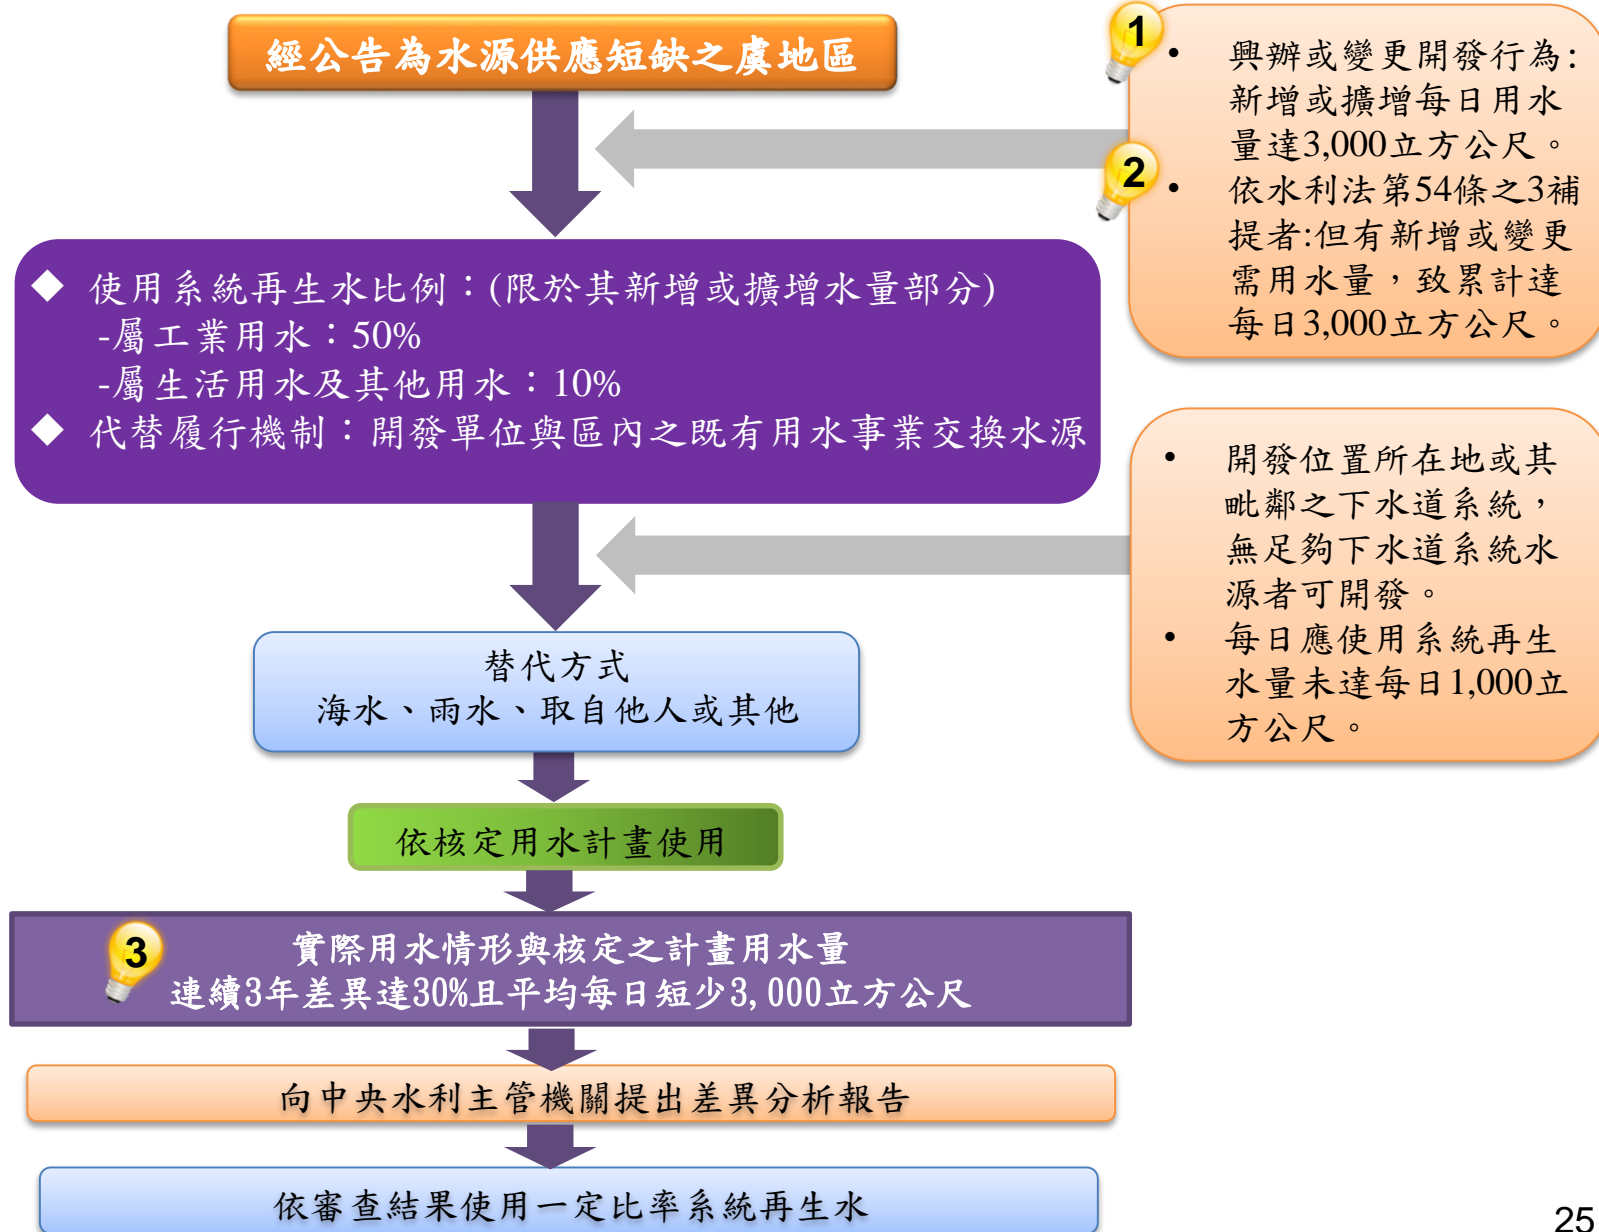 經公告為水源供應短缺之虞地區
1
• 興辦或變更開發行為:
新增或擴增每日用水
量達3,000立方公尺。
2
• 依水利法第54條之3補
提者:但有新增或變更
需用水量，致累計達
每日3,000立方公尺。
◆ 使用系統再生水比例：(限於其新增或擴增水量部分)
-屬工業用水：50%
-屬生活用水及其他用水：10%
◆ 代替履行機制：開發單位與區內之既有用水事業交換水源
• 開發位置所在地或其
毗鄰之下水道系統，
無足夠下水道系統水
源者可開發。
• 每日應使用系統再生
水量未達每日1,000立
方公尺。
替代方式
海水、雨水、取自他人或其他
依核定用水計畫使用
3
實際用水情形與核定之計畫用水量
連續3年差異達30%且平均每日短少3,000立方公尺
向中央水利主管機關提出差異分析報告
依審查結果使用一定比率系統再生水
25